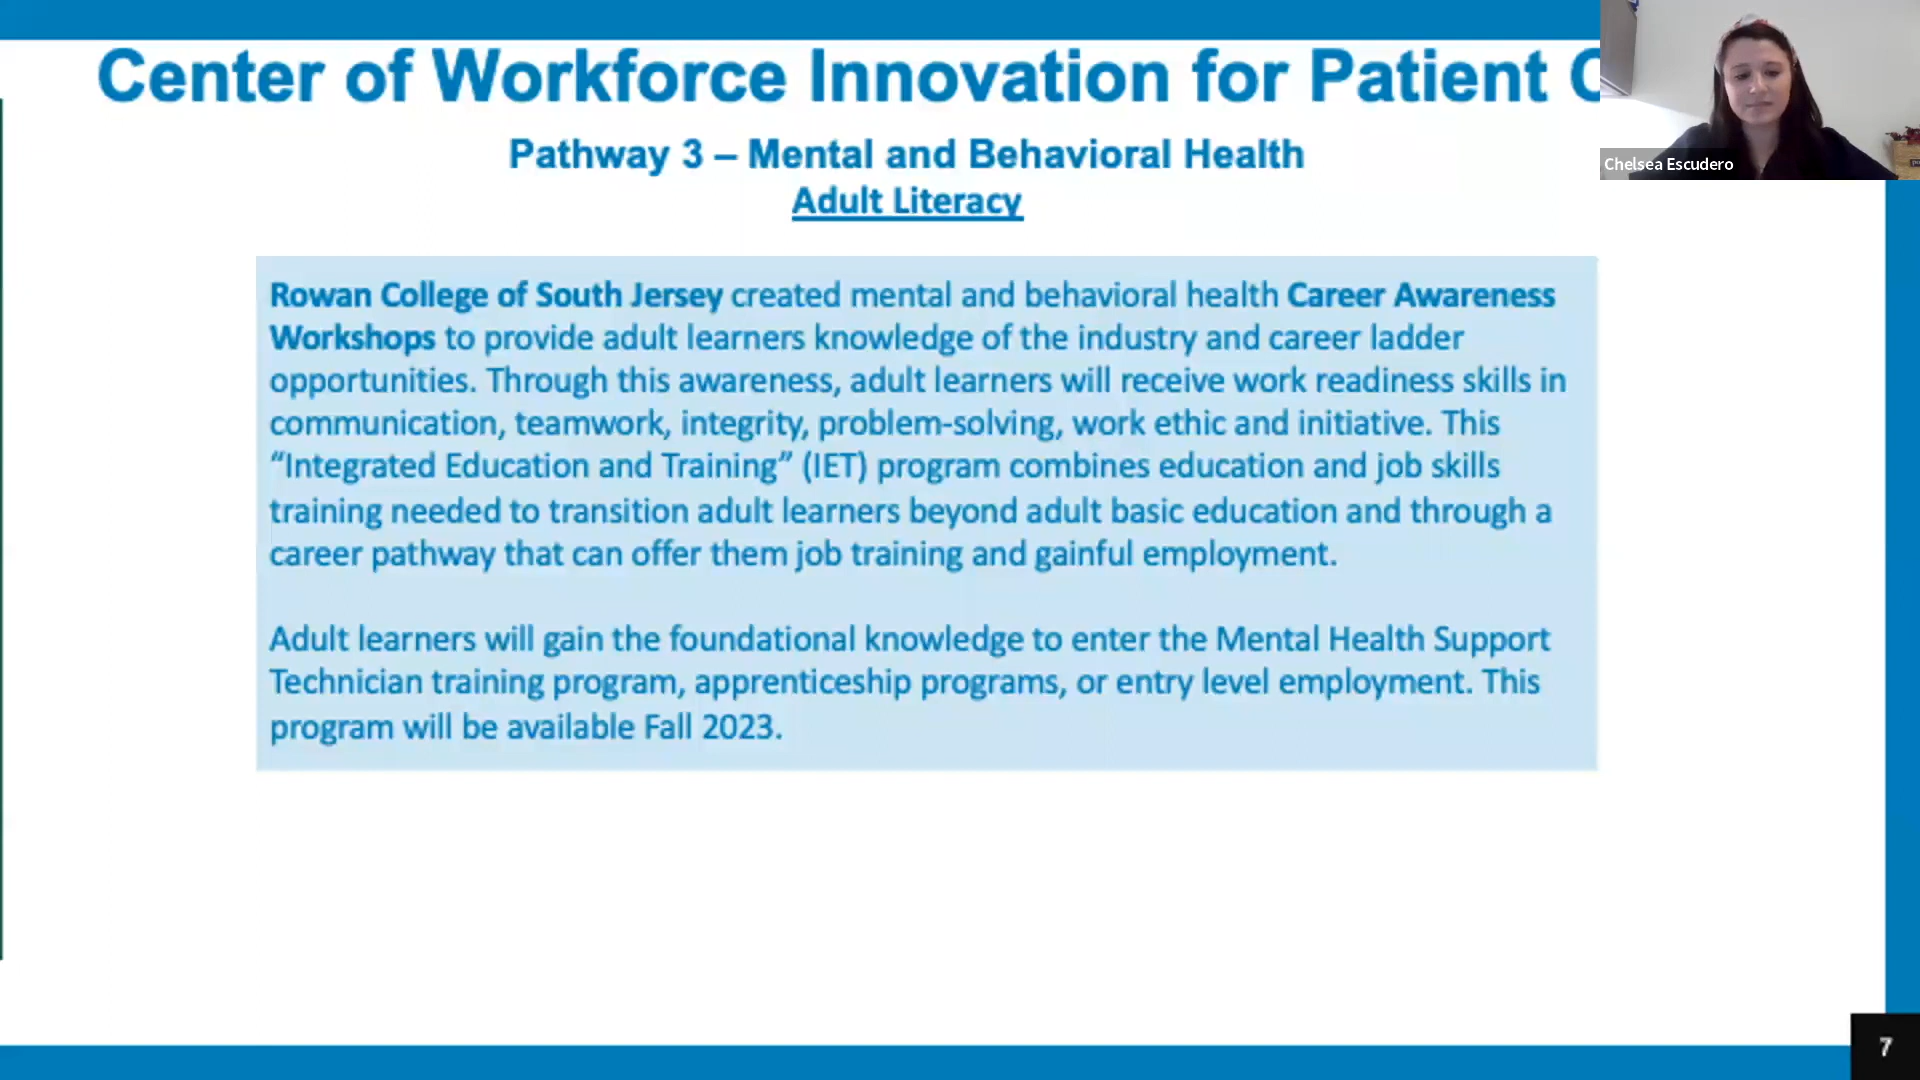 Center of Workforce Innovation for Patient
Chelsea Escudero
Pathway 3 – Mental and Behavioral Health
Adult Literacy
Rowan College of South Jersey created mental and behavioral health Career Awareness
Workshops to provide adult learners knowledge of the industry and career ladder
opportunities. Through this awareness, adult learners will receive work readiness skills in
communication, teamwork, integrity, problem-solving, work ethic and initiative. This
“Integrated Education and Training” (IET) program combines education and job skills
training needed to transition adult learners beyond adult basic education and through a
career pathway that can offer them job training and gainful employment.
Adult learners will gain the foundational knowledge to enter the Mental Health Support
Technician training program, apprenticeship programs, or entry level employment. This
program will be available Fall 2023.
7